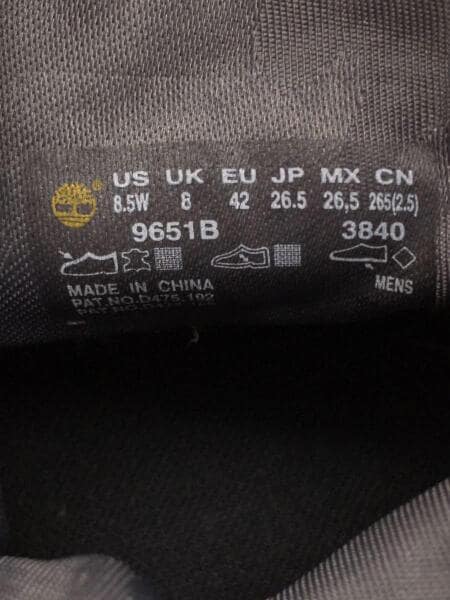 US UK EU JP MX CN
8.5W 8 42 26.5 26,5 265(2.5)
9651B 3840
MADE IN CHINA MENS
PAT NO.D475,192